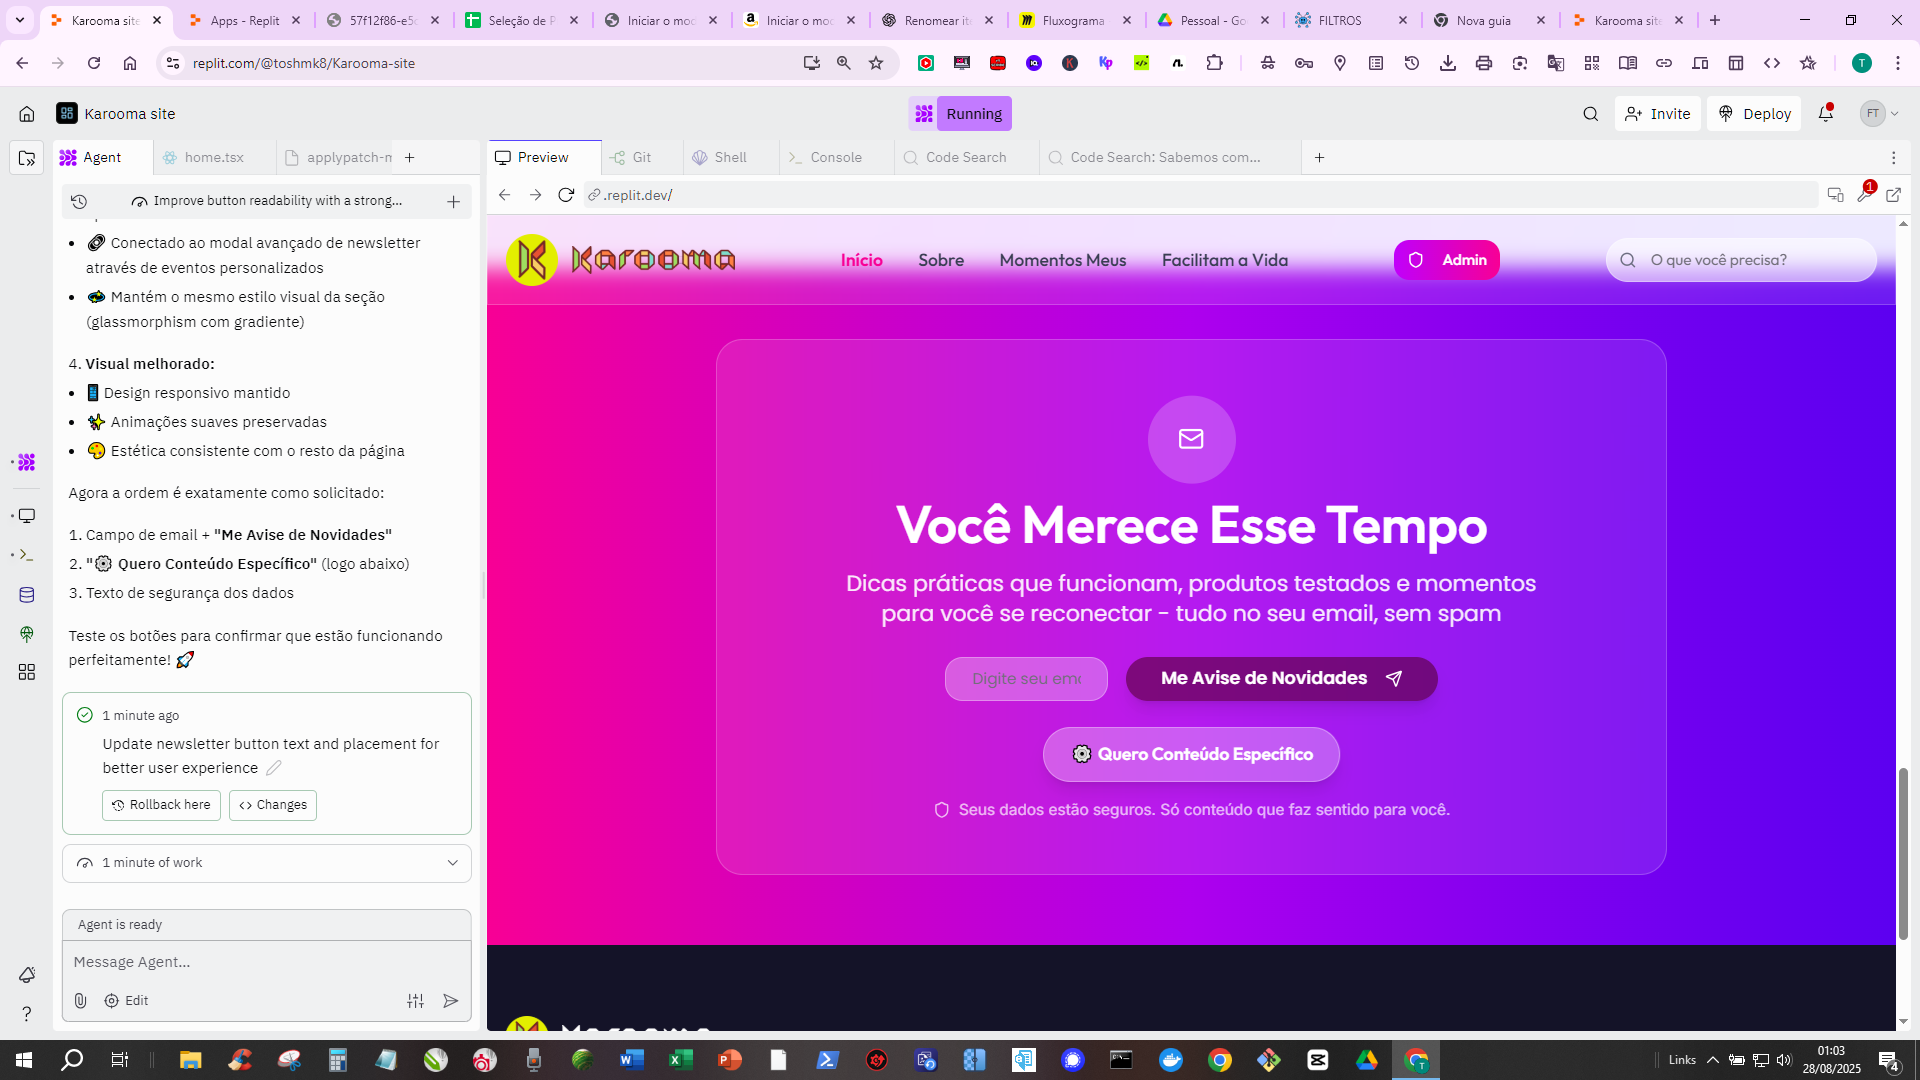 Karooma site
Apps - Replit
57f12f86-e5c
Seleção de P
Iniciar o moc
Iniciar o moc
Renomear ite
Fluxograma
Pessoal - Go
FILTROS
Nova guia
Karooma site
replit.com/@toshmk8/Karooma-site
T
Karooma site
Running
Invite
Deploy
FT
Agent
home.tsx
applypatch-m
Preview
Git
Shell
Console
Code Search
Code Search: Sabemos com...
Improve button readability with a strong...
.replit.dev/
1
Conectado ao modal avançado de newsletter
através de eventos personalizados
Mantém o mesmo estilo visual da seção
(glassmorphism com gradiente)
4. Visual melhorado:
Design responsivo mantido
Animações suaves preservadas
Estética consistente com o resto da página
Agora a ordem é exatamente como solicitado:
1. Campo de email + "Me Avise de Novidades"
2. "⚙️ Quero Conteúdo Específico" (logo abaixo)
3. Texto de segurança dos dados
Teste os botões para confirmar que estão funcionando
perfeitamente! 🚀
1 minute ago
Update newsletter button text and placement for
better user experience
Rollback here
Changes
1 minute of work
Agent is ready
Message Agent...
Edit
Karooma
Início
Sobre
Momentos Meus
Facilitam a Vida
Admin
O que você precisa?
Você Merece Esse Tempo
Dicas práticas que funcionam, produtos testados e momentos
para você se reconectar - tudo no seu email, sem spam
Digite seu ema
Me Avise de Novidades
⚙️ Quero Conteúdo Específico
Seus dados estão seguros. Só conteúdo que faz sentido para você.
Links
01:03
28/08/2025
4